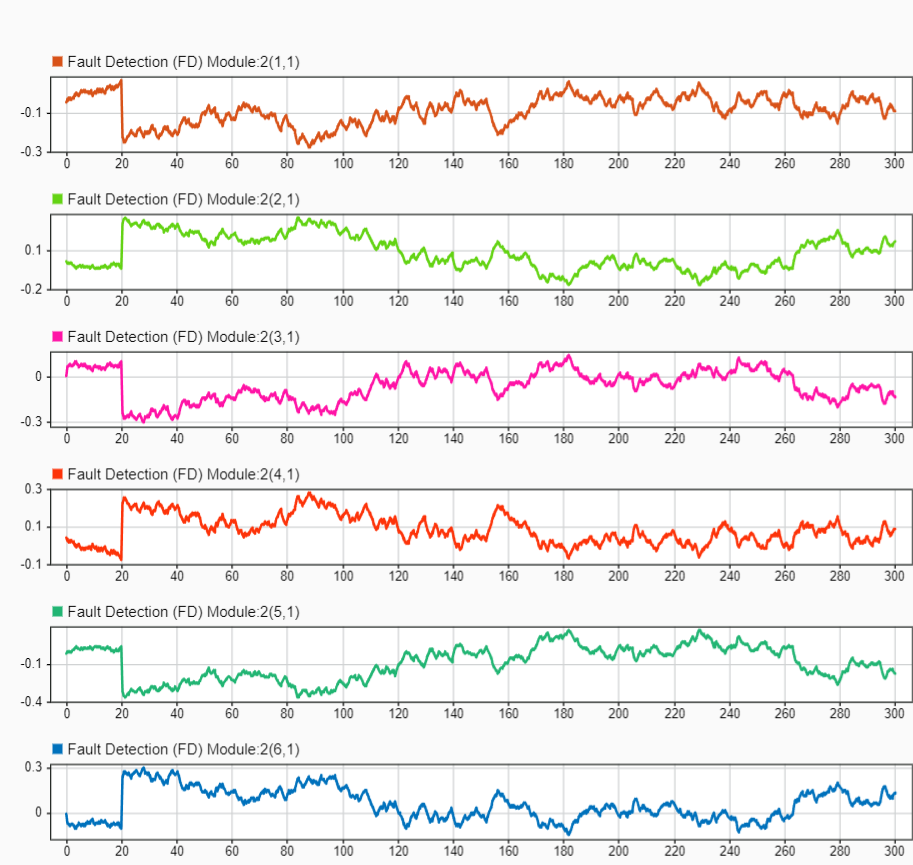 Fault Detection (FD) Module:2(1,1)
-0.1
-0.3
0 20 40 60 80 100 120 140 160 180 200 220 240 260 280 300
Fault Detection (FD) Module:2(2,1)
0.1
-0.2
0 20 40 60 80 100 120 140 160 180 200 220 240 260 280 300
Fault Detection (FD) Module:2(3,1)
0
-0.3
0 20 40 60 80 100 120 140 160 180 200 220 240 260 280 300
Fault Detection (FD) Module:2(4,1)
0.3
0.1
-0.1
0 20 40 60 80 100 120 140 160 180 200 220 240 260 280 300
Fault Detection (FD) Module:2(5,1)
-0.1
-0.4
0 20 40 60 80 100 120 140 160 180 200 220 240 260 280 300
Fault Detection (FD) Module:2(6,1)
0.3
0
0 20 40 60 80 100 120 140 160 180 200 220 240 260 280 300